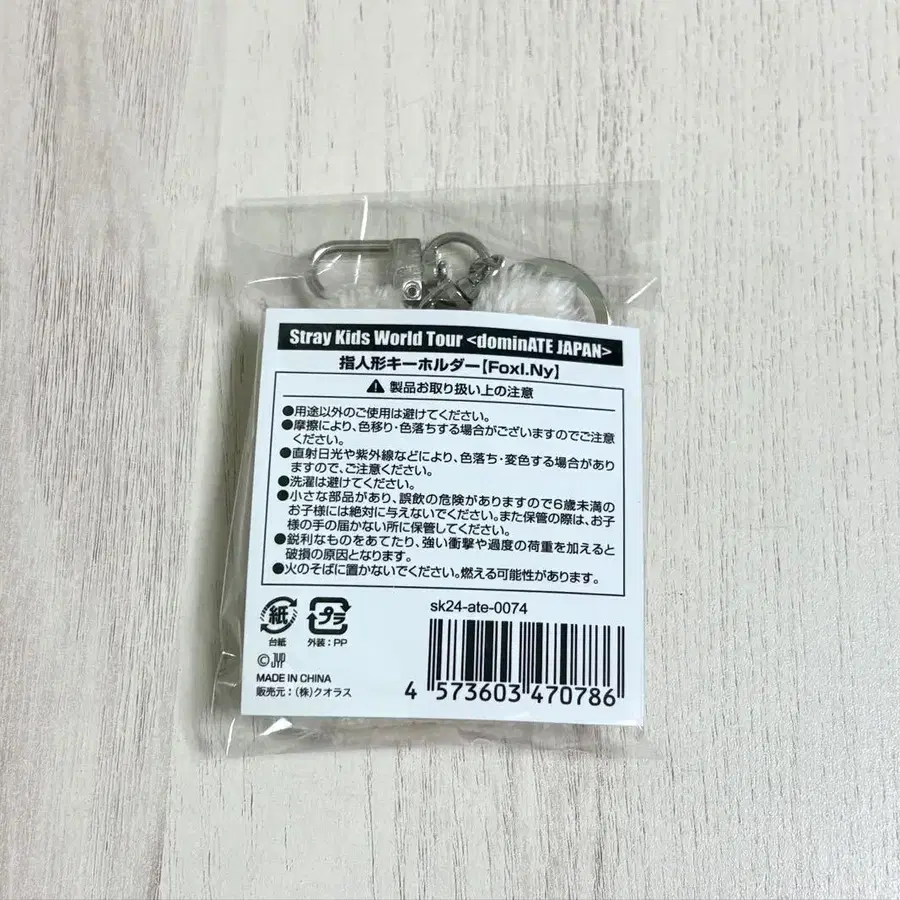 Stray Kids World Tour <dominATE JAPAN>
指人形キーホルダー【FoxI.Ny】
製品お取り扱い上の注意
●用途以外のご使用は避けてください。
●摩擦により、色移り・色落ちする場合がございますのでご注意
ください。
●直射日光や紫外線などにより、色落ち・変色する場合があり
ますので、ご注意ください。
●洗濯は避けてください。
●小さな部品があり、誤飲の危険がありますので6歳未満の
お子様には絶対に与えないでください。また保管の際は、お子
様の手の届かない所に保管してください。
●鋭利なものをあてたり、強い衝撃や過度の荷重を加えると
破損の原因となります。
●火のそばに置かないでください。燃える可能性があります。
sk24-ate-0074
紙
プラ
台紙
外装：PP
©JYP
MADE IN CHINA
販売元：(株)クオラス
4 573603 470786